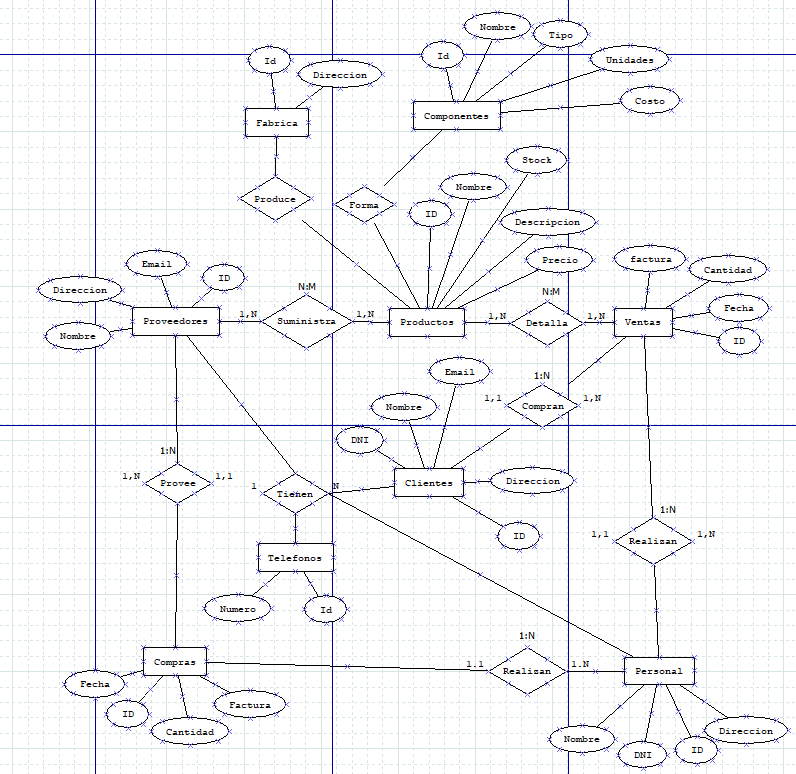 Nombre
Tipo
Id
Id
Unidades
Direccion
Costo
Fabrica
Componentes
Stock
Nombre
Produce
Forma
ID
Descripcion
Precio
factura
Cantidad
Email
ID
Direccion
N:M
N:M
Fecha
Proveedores
1,N
Suministra
1,N
Productos
1,N
Detalla
1,N
Ventas
Nombre
ID
Email
1:N
Nombre
1,1
Compran
1,N
DNI
1:N
1,N
Provee
1,1
1
Tienen
N
Clientes
Direccion
1:N
ID
1,1
Realizan
1,N
Telefonos
Numero
Id
1:N
Compras
1.1
Realizan
1.N
Personal
Fecha
ID
Factura
Cantidad
Nombre
DNI
ID
Direccion